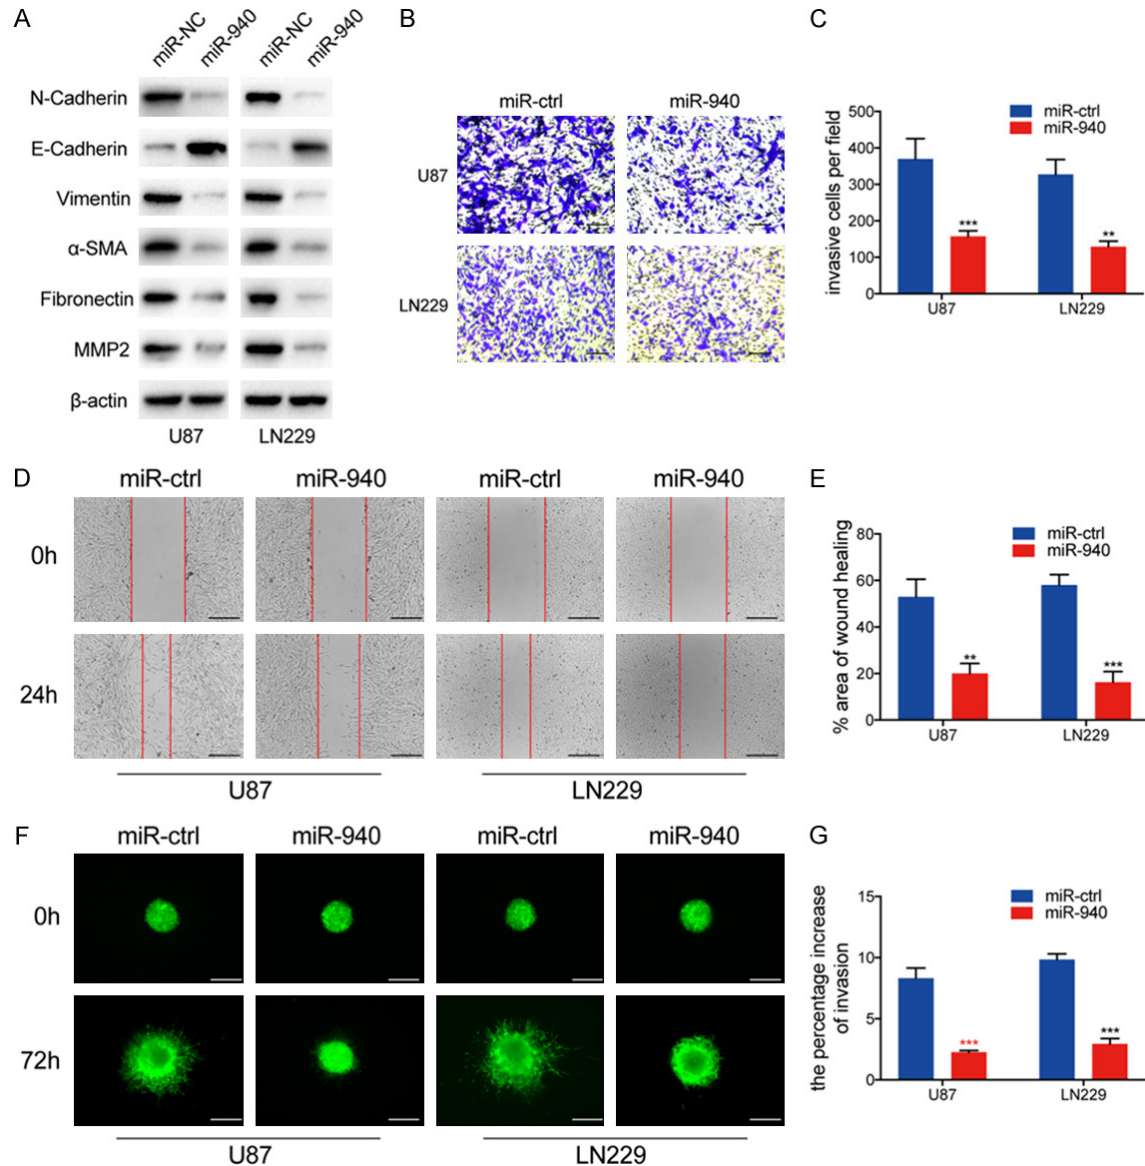 A
miR-NC miR-940 miR-NC miR-940
N-Cadherin
E-Cadherin
Vimentin
α-SMA
Fibronectin
MMP2
β-actin
U87 LN229
B
miR-ctrl miR-940
U87
LN229
C
miR-ctrl
miR-940
invasive cells per field
500
400
300
200
100
0
*** **
U87 LN229
D
miR-ctrl miR-940 miR-ctrl miR-940
0h
24h
U87 LN229
E
miR-ctrl
miR-940
% area of wound healing
80
60
40
20
0
** ***
U87 LN229
F
miR-ctrl miR-940 miR-ctrl miR-940
0h
72h
U87 LN229
G
miR-ctrl
miR-940
the percentage increase
of invasion
15
10
5
0
*** ***
U87 LN229